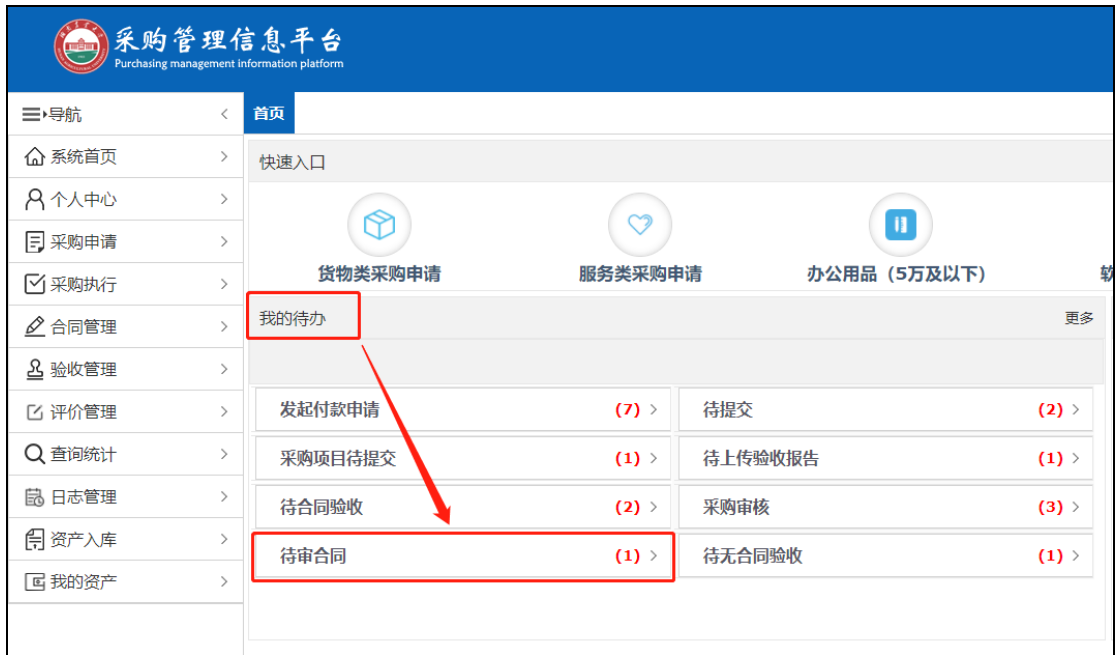 采购管理信息平台
Purchasing management information platform
导航
首页
系统首页
快速入口
个人中心
采购申请
采购执行
货物类采购申请
服务类采购申请
办公用品（5万及以下）
软
合同管理
我的待办
更多
验收管理
评价管理
发起付款申请 (7)
待提交 (2)
查询统计
采购项目待提交 (1)
待上传验收报告 (1)
日志管理
待合同验收 (2)
采购审核 (3)
资产入库
待审合同 (1)
待无合同验收 (1)
我的资产